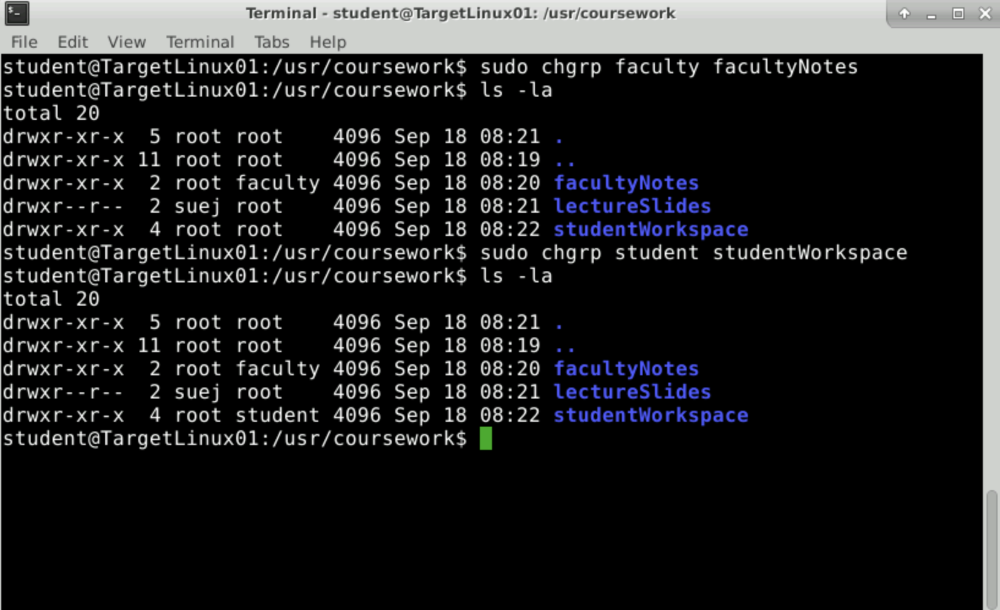 Terminal - student@TargetLinux01: /usr/coursework
File Edit View Terminal Tabs Help
student@TargetLinux01:/usr/coursework$ sudo chgrp faculty facultyNotes
student@TargetLinux01:/usr/coursework$ ls -la
total 20
drwxr-xr-x  5 root root    4096 Sep 18 08:21 .
drwxr-xr-x 11 root root    4096 Sep 18 08:19 ..
drwxr-xr-x  2 root faculty 4096 Sep 18 08:20 facultyNotes
drwxr--r--  2 suej root    4096 Sep 18 08:21 lectureSlides
drwxr-xr-x  4 root root    4096 Sep 18 08:22 studentWorkspace
student@TargetLinux01:/usr/coursework$ sudo chgrp student studentWorkspace
student@TargetLinux01:/usr/coursework$ ls -la
total 20
drwxr-xr-x  5 root root    4096 Sep 18 08:21 .
drwxr-xr-x 11 root root    4096 Sep 18 08:19 ..
drwxr-xr-x  2 root faculty 4096 Sep 18 08:20 facultyNotes
drwxr--r--  2 suej root    4096 Sep 18 08:21 lectureSlides
drwxr-xr-x  4 root student 4096 Sep 18 08:22 studentWorkspace
student@TargetLinux01:/usr/coursework$